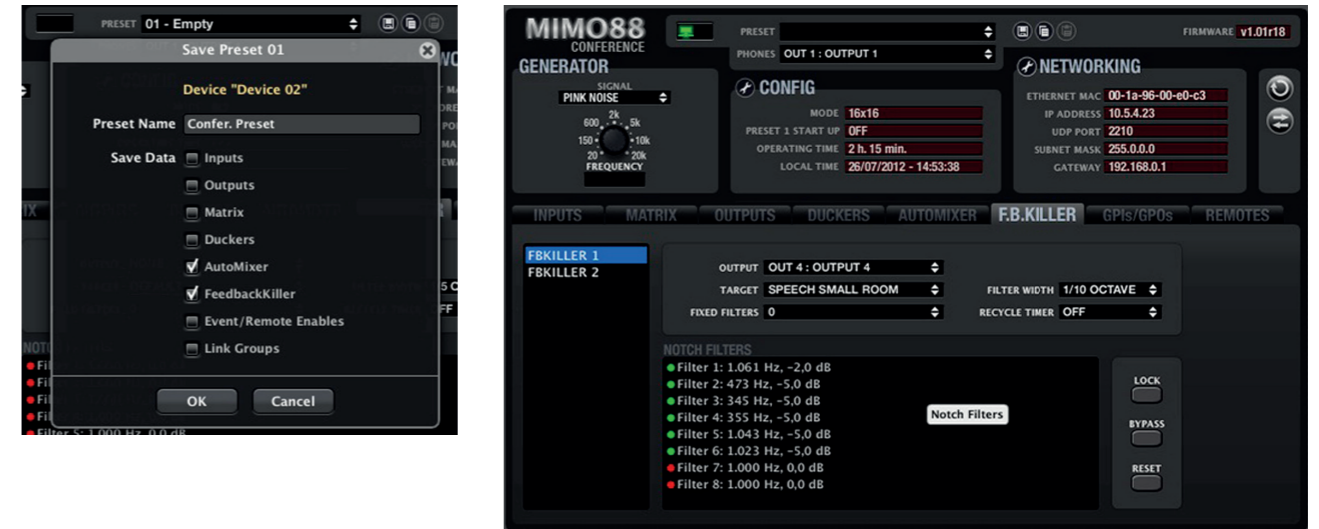 PRESET 01 - Empty
Save Preset 01
Device "Device 02"
Preset Name Confer. Preset
Save Data Inputs
Outputs
Matrix
Duckers
AutoMixer
FeedbackKiller
Event/Remote Enables
Link Groups
OK Cancel
Filter 5: 1.000 Hz, 0,0 dB
MIMO88
CONFERENCE
PRESET
PHONES OUT 1 : OUTPUT 1
FIRMWARE v1.01r18
GENERATOR
SIGNAL
PINK NOISE
2k
600 5k
150 10k
20 20k
FREQUENCY
CONFIG
MODE 16x16
PRESET 1 START UP OFF
OPERATING TIME 2 h. 15 min.
LOCAL TIME 26/07/2012 - 14:53:38
NETWORKING
ETHERNET MAC 00-1a-96-00-e0-c3
IP ADDRESS 10.5.4.23
UDP PORT 2210
SUBNET MASK 255.0.0.0
GATEWAY 192.168.0.1
INPUTS MATRIX OUTPUTS DUCKERS AUTOMIXER F.B.KILLER GPIs/GPOs REMOTES
FBKILLER 1
FBKILLER 2
OUTPUT OUT 4 : OUTPUT 4
TARGET SPEECH SMALL ROOM FILTER WIDTH 1/10 OCTAVE
FIXED FILTERS 0 RECYCLE TIMER OFF
NOTCH FILTERS
Filter 1: 1.061 Hz, -2,0 dB
Filter 2: 473 Hz, -5,0 dB
Filter 3: 345 Hz, -5,0 dB
Filter 4: 355 Hz, -5,0 dB
Filter 5: 1.043 Hz, -5,0 dB
Filter 6: 1.023 Hz, -5,0 dB
Filter 7: 1.000 Hz, 0,0 dB
Filter 8: 1.000 Hz, 0,0 dB
Notch Filters
LOCK
BYPASS
RESET